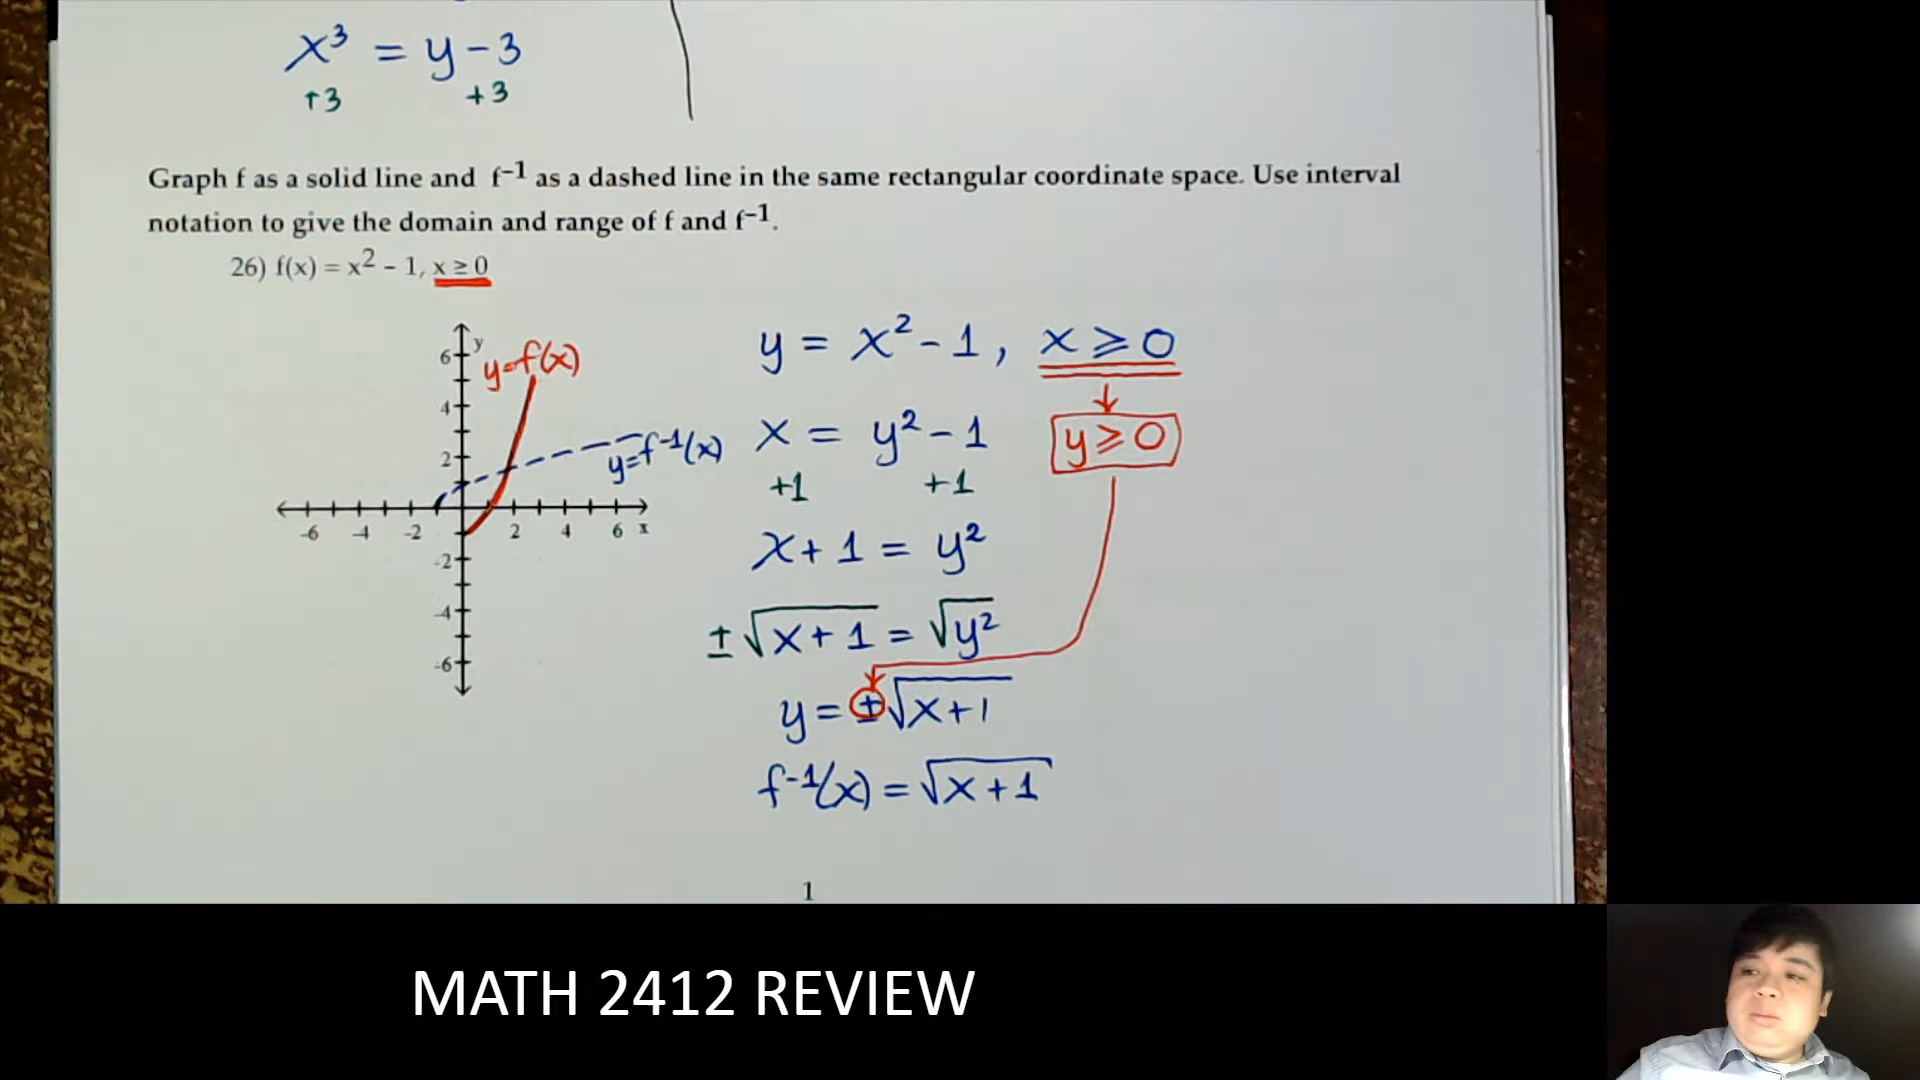 x³ = y - 3
↑3 +3
Graph f as a solid line and f⁻¹ as a dashed line in the same rectangular coordinate space. Use interval
notation to give the domain and range of f and f⁻¹.
26) f(x) = x² - 1, x ≥ 0
y
6
y=f(x)
4
2
y=f⁻¹(x)
-6 -4 -2 2 4 6 x
-2
-4
-6
y = x² - 1, x ≥ 0
x = y² - 1 y ≥ 0
+1 +1
x + 1 = y²
±√(x + 1) = √y²
y = ±√(x + 1)
f⁻¹(x) = √(x + 1)
1
MATH 2412 REVIEW